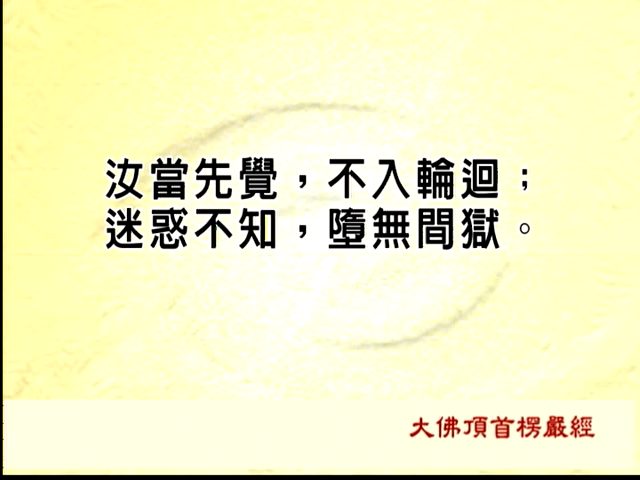 汝當先覺，不入輪迴；
迷惑不知，墮無間獄。
大佛頂首楞嚴經